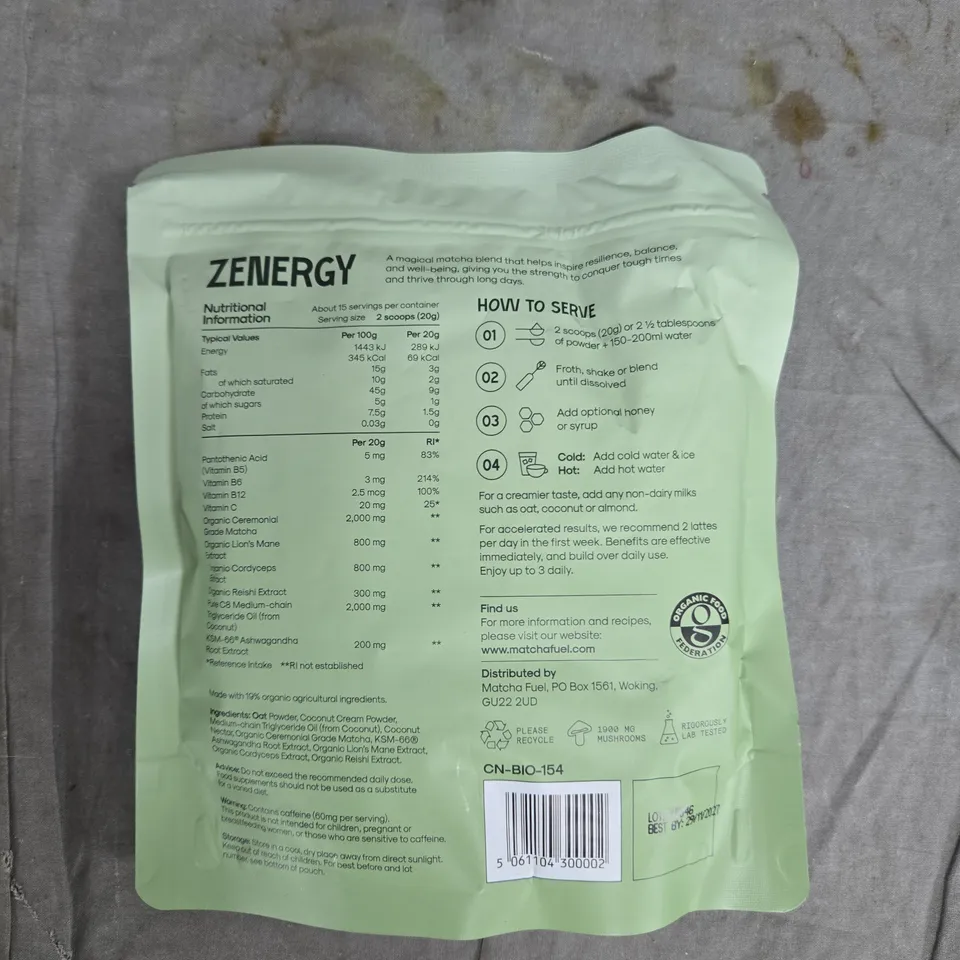 ZENERGY
A magical matcha blend that helps inspire resilience, balance,
and well-being, giving you the strength to conquer tough times
and thrive through long days.
Nutritional
Information
About 15 servings per container
Serving size 2 scoops (20g)
Typical Values Per 100g Per 20g
Energy 1443 kJ 289 kJ
345 kCal 69 kCal
Fats 15g 3g
of which saturated 10g 2g
Carbohydrate 45g 9g
of which sugars 5g 1g
Protein 7.5g 1.5g
Salt 0.03g 0g
Per 20g RI*
Pantothenic Acid 5 mg 83%
(Vitamin B5)
Vitamin B6 3 mg 214%
Vitamin B12 2.5 mcg 100%
Vitamin C 20 mg 25*
Organic Ceremonial 2,000 mg **
Grade Matcha
Organic Lion's Mane 800 mg **
Extract
Organic Cordyceps 800 mg **
Extract
Organic Reishi Extract 300 mg **
Pure C8 Medium-chain 2,000 mg **
Triglyceride Oil (from
Coconut)
KSM-66® Ashwagandha 200 mg **
Root Extract
*Reference Intake **RI not established
Made with 19% organic agricultural ingredients.
Ingredients: Oat Powder, Coconut Cream Powder,
Medium-chain Triglyceride Oil (from Coconut), Coconut
Nectar, Organic Ceremonial Grade Matcha, KSM-66®
Ashwagandha Root Extract, Organic Lion's Mane Extract,
Organic Cordyceps Extract, Organic Reishi Extract.
Advice: Do not exceed the recommended daily dose.
Food supplements should not be used as a substitute
for a varied diet.
Warning: Contains caffeine (60mg per serving).
This product is not intended for children, pregnant or
breastfeeding women, or those who are sensitive to caffeine.
Storage: Store in a cool, dry place away from direct sunlight.
Keep out of reach of children. For best before and lot
number, see bottom of pouch.
HOW TO SERVE
01 2 scoops (20g) or 2 ½ tablespoons
of powder + 150-200ml water
02 Froth, shake or blend
until dissolved
03 Add optional honey
or syrup
04 Cold: Add cold water & ice
Hot: Add hot water
For a creamier taste, add any non-dairy milks
such as oat, coconut or almond.
For accelerated results, we recommend 2 lattes
per day in the first week. Benefits are effective
immediately, and build over daily use.
Enjoy up to 3 daily.
Find us
For more information and recipes,
please visit our website:
www.matchafuel.com
ORGANIC FOOD
FEDERATION
Distributed by
Matcha Fuel, PO Box 1561, Woking,
GU22 2UD
PLEASE
RECYCLE
1900 MG
MUSHROOMS
RIGOROUSLY
LAB TESTED
CN-BIO-154
5 061104 300002
BEST BY: 29/11/2027